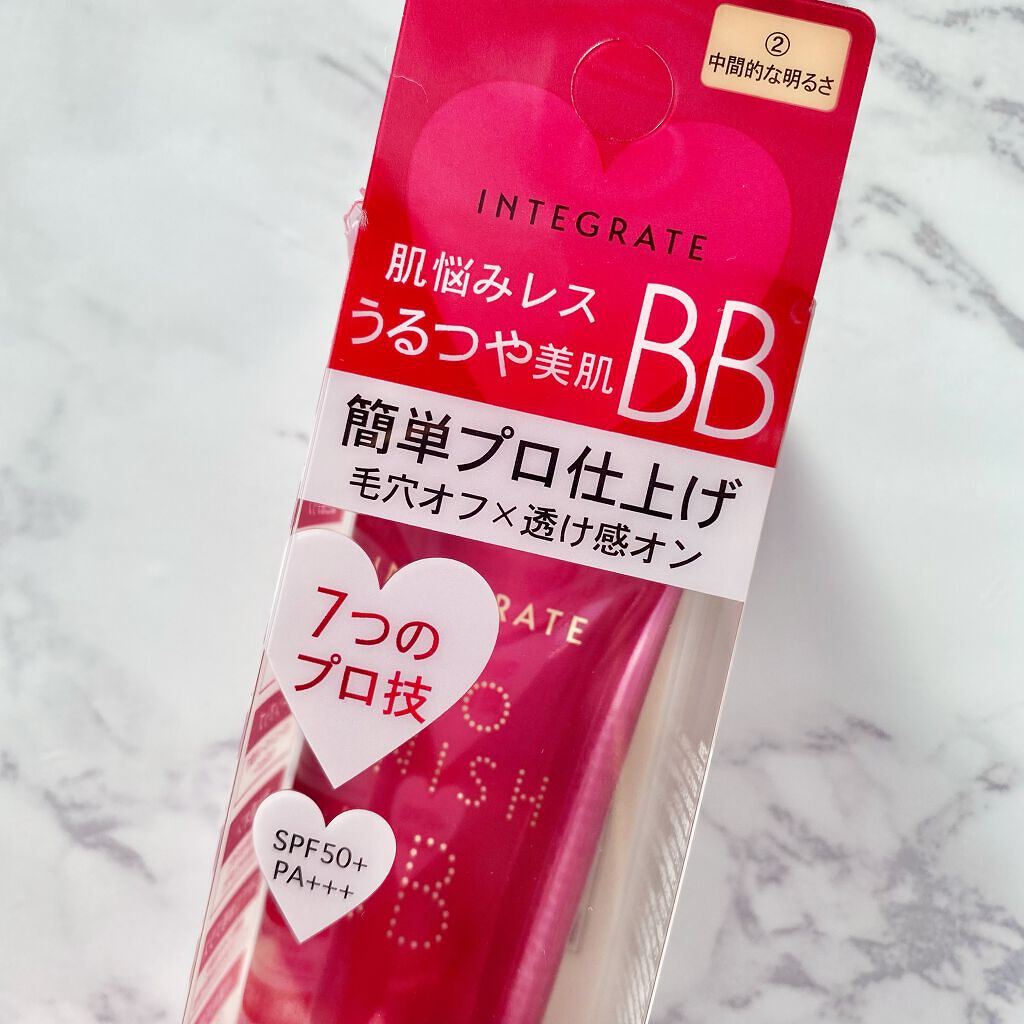 ②
中間的な明るさ
INTEGRATE
肌悩みレス
うるつや美肌
BB
簡単プロ仕上げ
毛穴オフ×透け感オン
7つの
プロ技
SPF50+
PA+++